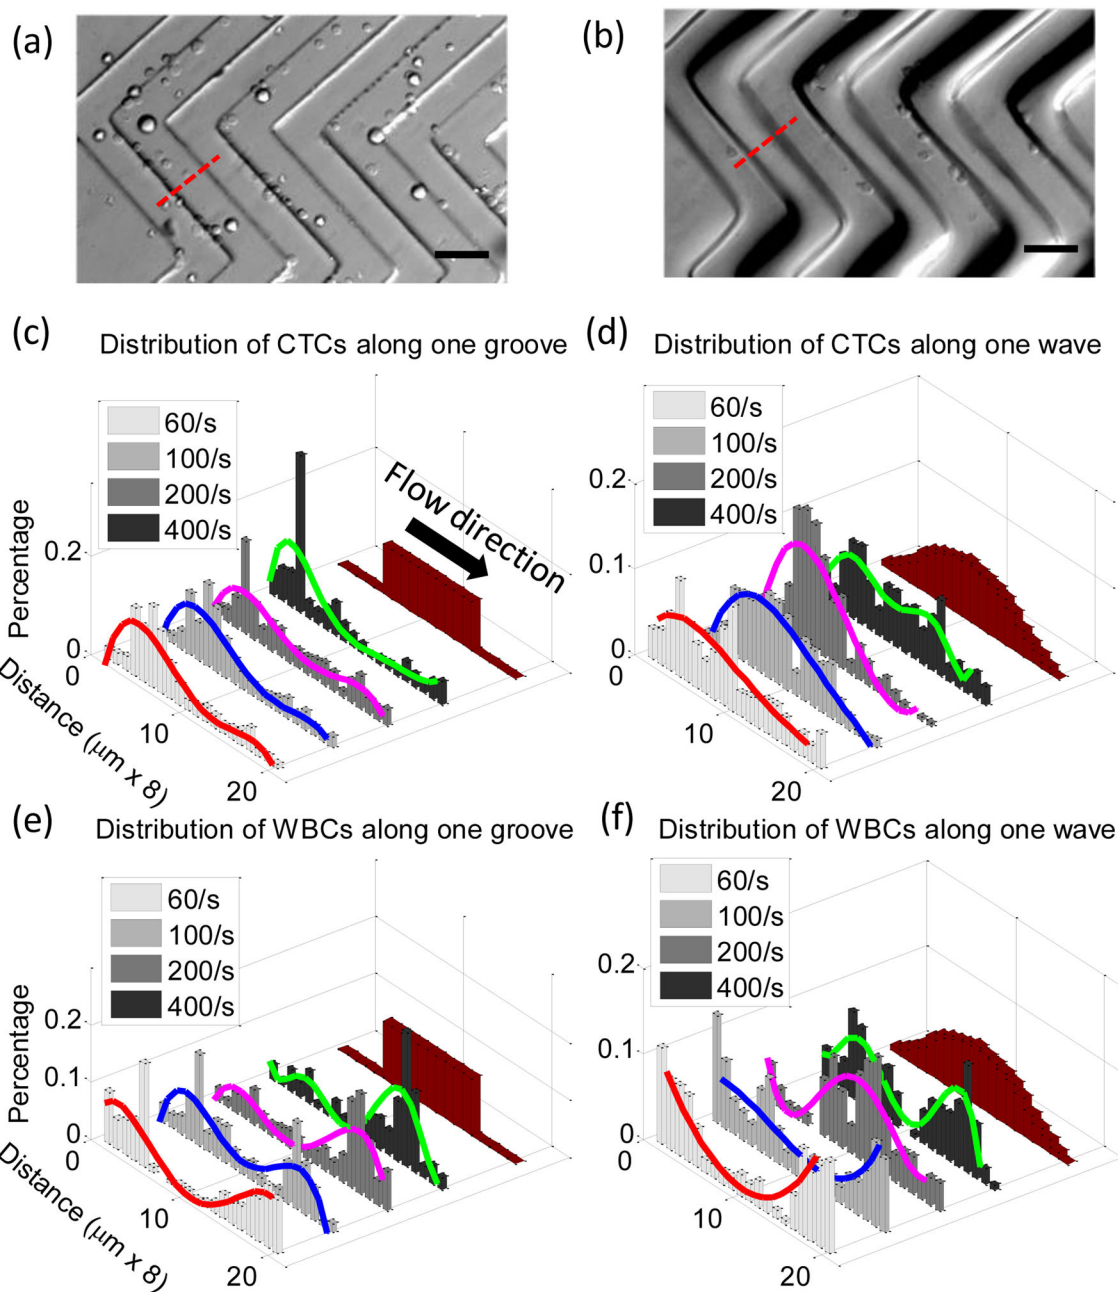 (a)
(b)
(c)
Distribution of CTCs along one groove
60/s
100/s
200/s
400/s
Flow direction
Percentage
0.2
0
0
10
20
Distance (μm x 8)
(d)
Distribution of CTCs along one wave
60/s
100/s
200/s
400/s
0.2
0.1
0
0
10
20
(e)
Distribution of WBCs along one groove
60/s
100/s
200/s
400/s
Percentage
0.2
0.1
0
0
10
20
Distance (μm x 8)
(f)
Distribution of WBCs along one wave
60/s
100/s
200/s
400/s
0.2
0.1
0
0
10
20